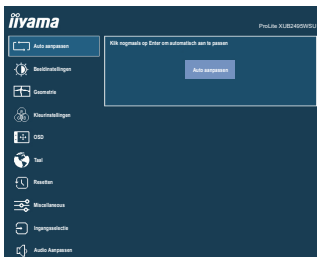 iiyama
ProLite XUB2495WSU
Auto aanpassen
Klik nogmaals op Enter om automatisch aan te passen
Auto aanpassen
Beeldinstellingen
Geometrie
Kleurinstellingen
OSD
Taal
Resetten
Miscellaneous
Ingangsselectie
Audio Aanpassen